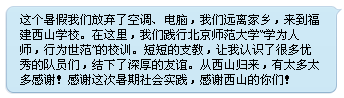 这个暑假我们放弃了空调、电脑，我们远离家乡，来到福
建西山学校。在这里，我们践行北京师范大学“学为人
师，行为世范”的校训。短短的支教，让我认识了很多优
秀的队员们，结下了深厚的友谊。从西山归来，有太多太
多感谢！感谢这次暑期社会实践，感谢西山的你们！